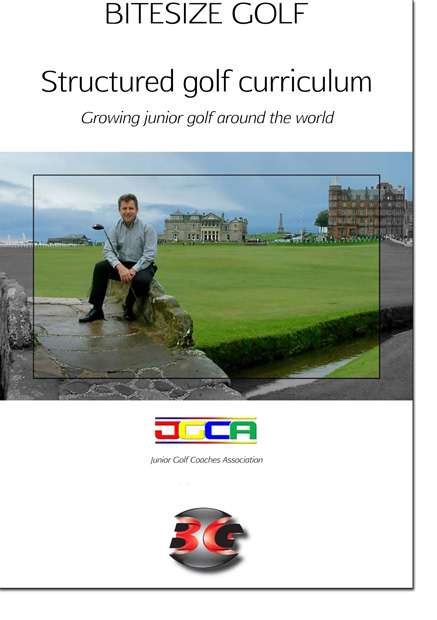 BITESIZE GOLF
Structured golf curriculum
Growing junior golf around the world
JGCA
Junior Golf Coaches Association
BG